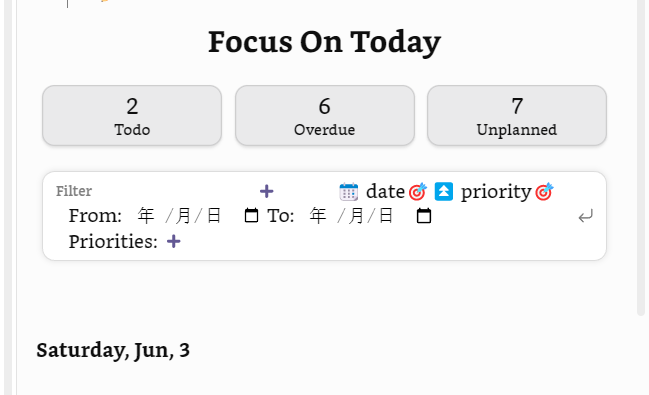 Focus On Today
2
Todo
6
Overdue
7
Unplanned
Filter + 📅 date🎯 ⏫ priority🎯
From: 年 /月/日 To: 年 /月/日
Priorities: +
Saturday, Jun, 3